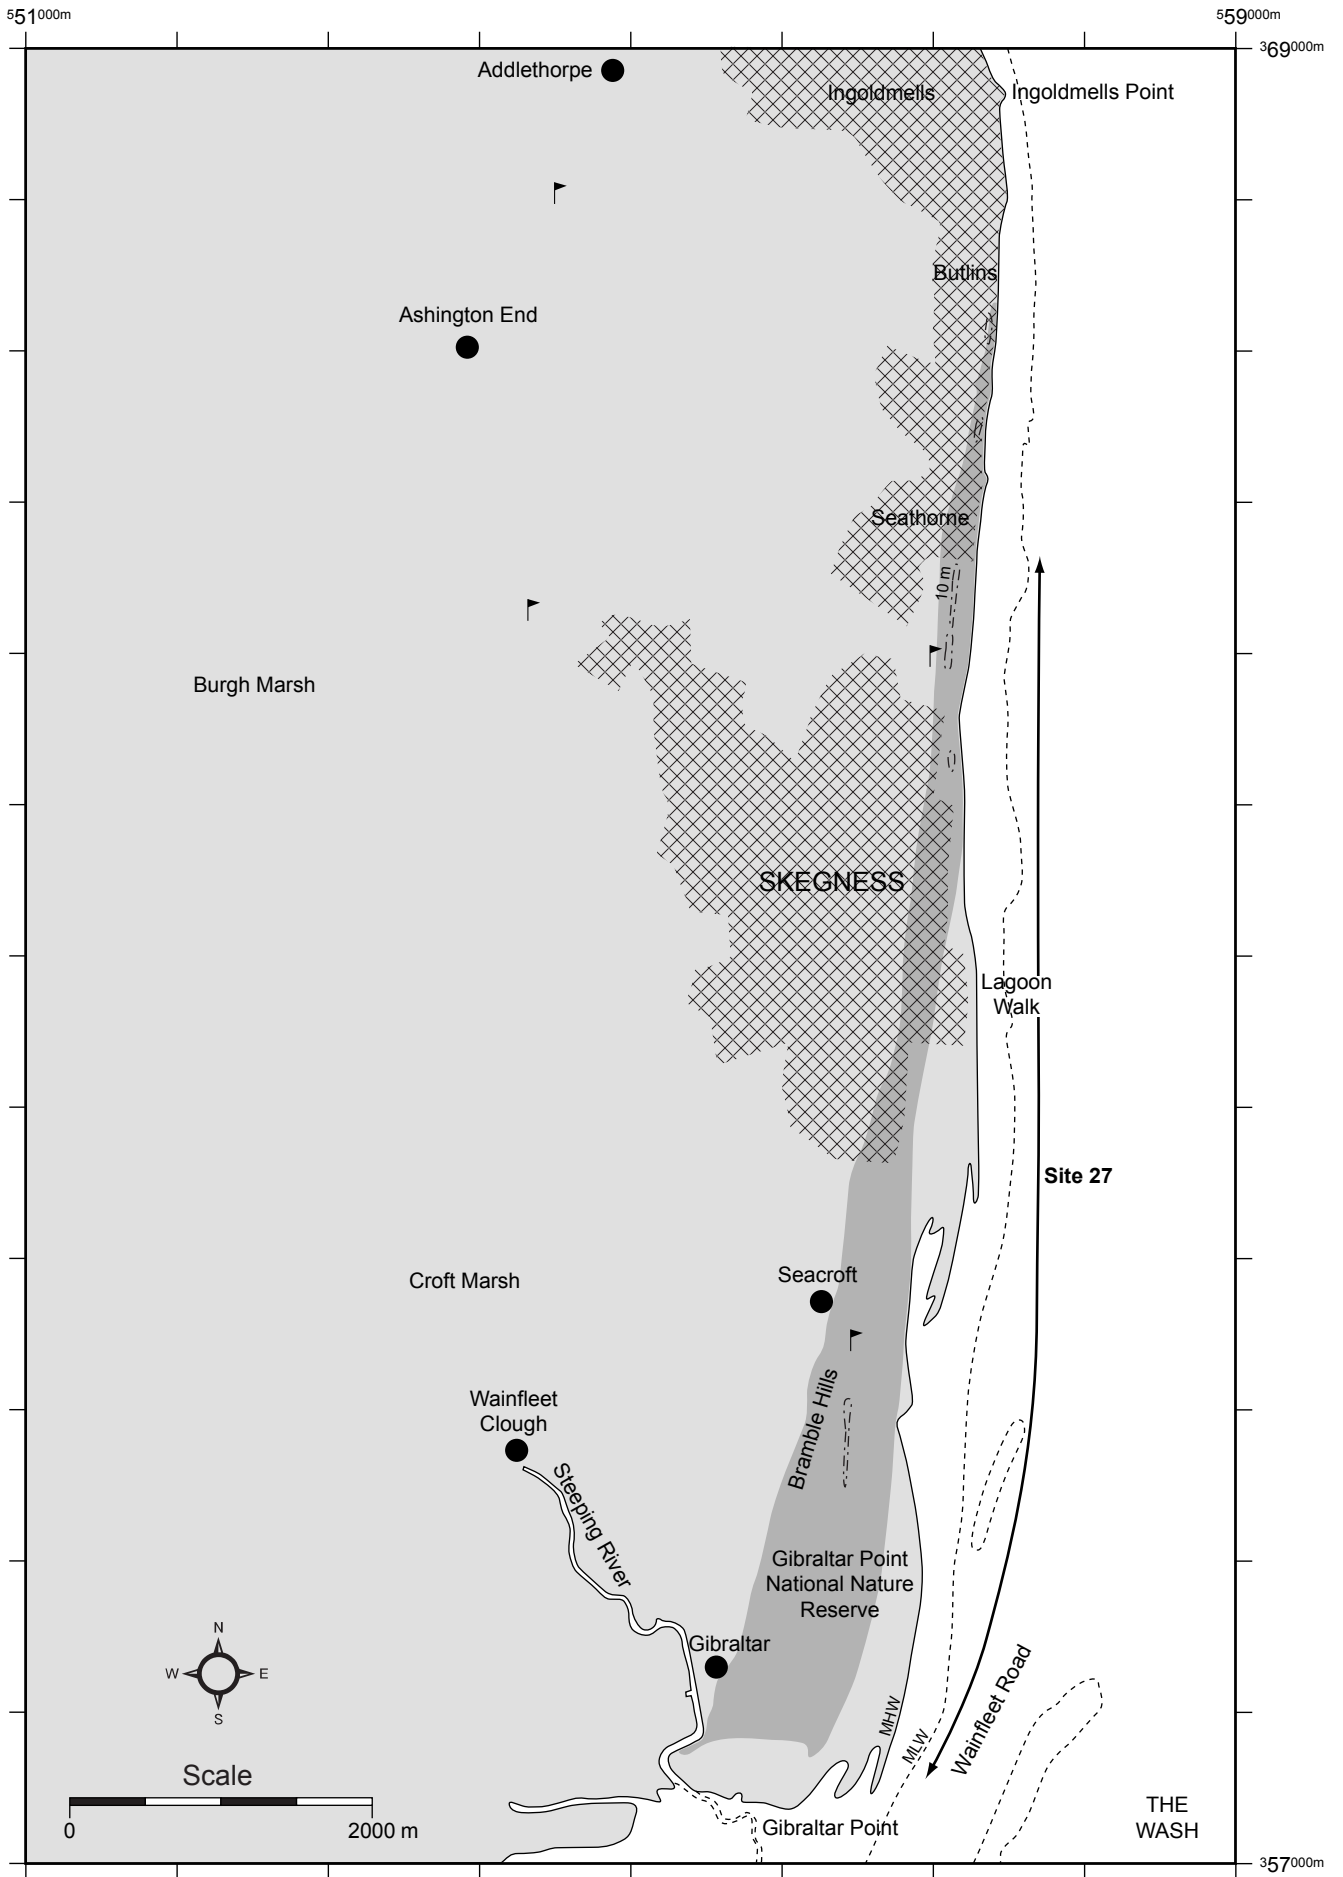 551000m
559000m
369000m
Addlethorpe
Ingoldmells
Ingoldmells Point
Butlins
Ashington End
Seathorne
10 m
Burgh Marsh
SKEGNESS
Lagoon
Walk
Site 27
Seacroft
Croft Marsh
Bramble Hills
Wainfleet
Clough
Steeping River
Gibraltar Point
National Nature
Reserve
N
W
E
S
Gibraltar
MHW
MLW
Wainfleet Road
Scale
0
2000 m
Gibraltar Point
THE
WASH
357000m